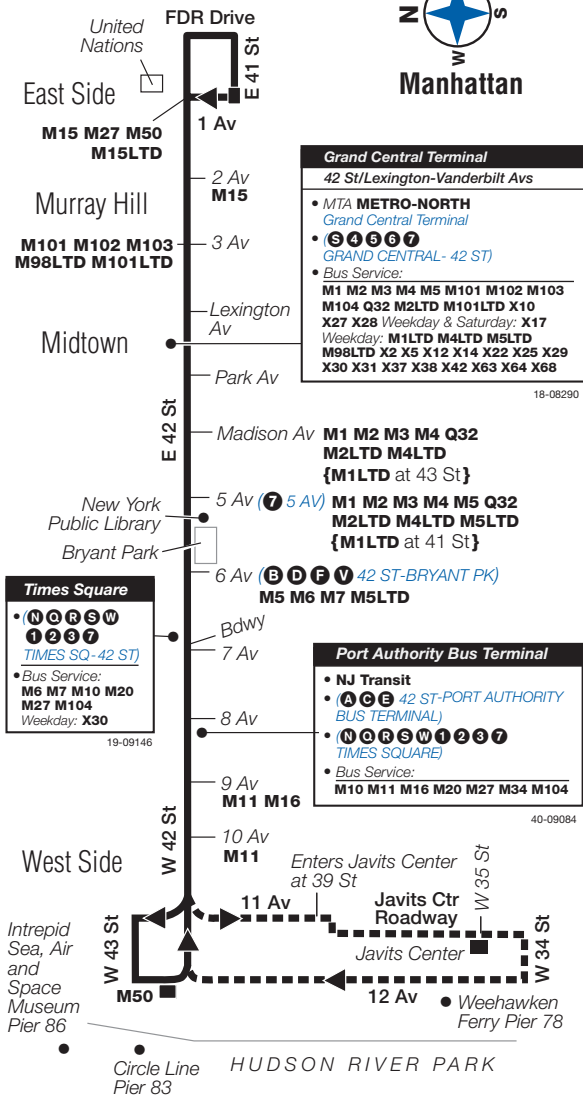 FDR Drive
N
S
W
Manhattan
United
Nations
E 41 St
East Side
1 Av
M15 M27 M50
M15LTD
2 Av
M15
Murray Hill
M101 M102 M103
M98LTD M101LTD
3 Av
Grand Central Terminal
42 St/Lexington-Vanderbilt Avs
• MTA METRO-NORTH
Grand Central Terminal
• (S 4 5 6 7
GRAND CENTRAL- 42 ST)
• Bus Service:
M1 M2 M3 M4 M5 M101 M102 M103
M104 Q32 M2LTD M101LTD X10
X27 X28 Weekday & Saturday: X17
Weekday: M1LTD M4LTD M5LTD
M98LTD X2 X5 X12 X14 X22 X25 X29
X30 X31 X37 X38 X42 X63 X64 X68
18-08290
Lexington
Av
Midtown
Park Av
E 42 St
Madison Av M1 M2 M3 M4 Q32
M2LTD M4LTD
{M1LTD at 43 St}
5 Av (7 5 AV) M1 M2 M3 M4 M5 Q32
M2LTD M4LTD M5LTD
{M1LTD at 41 St}
New York
Public Library
Bryant Park
6 Av (B D F V 42 ST-BRYANT PK)
M5 M6 M7 M5LTD
Times Square
• (N Q R S W
1 2 3 7
TIMES SQ-42 ST)
• Bus Service:
M6 M7 M10 M20
M27 M104
Weekday: X30
19-09146
Bdwy
7 Av
Port Authority Bus Terminal
• NJ Transit
• (A C E 42 ST-PORT AUTHORITY
BUS TERMINAL)
• (N Q R S W 1 2 3 7
TIMES SQUARE)
• Bus Service:
M10 M11 M16 M20 M27 M34 M104
40-09084
8 Av
9 Av
M11 M16
W 42 St
10 Av
M11
West Side
Enters Javits Center
at 39 St
W 35 St
11 Av
Javits Ctr
Roadway
W 43 St
Javits Center
W 34 St
Intrepid
Sea, Air
and
Space
Museum
Pier 86
M50
12 Av
Weehawken
Ferry Pier 78
Circle Line
Pier 83
HUDSON RIVER PARK